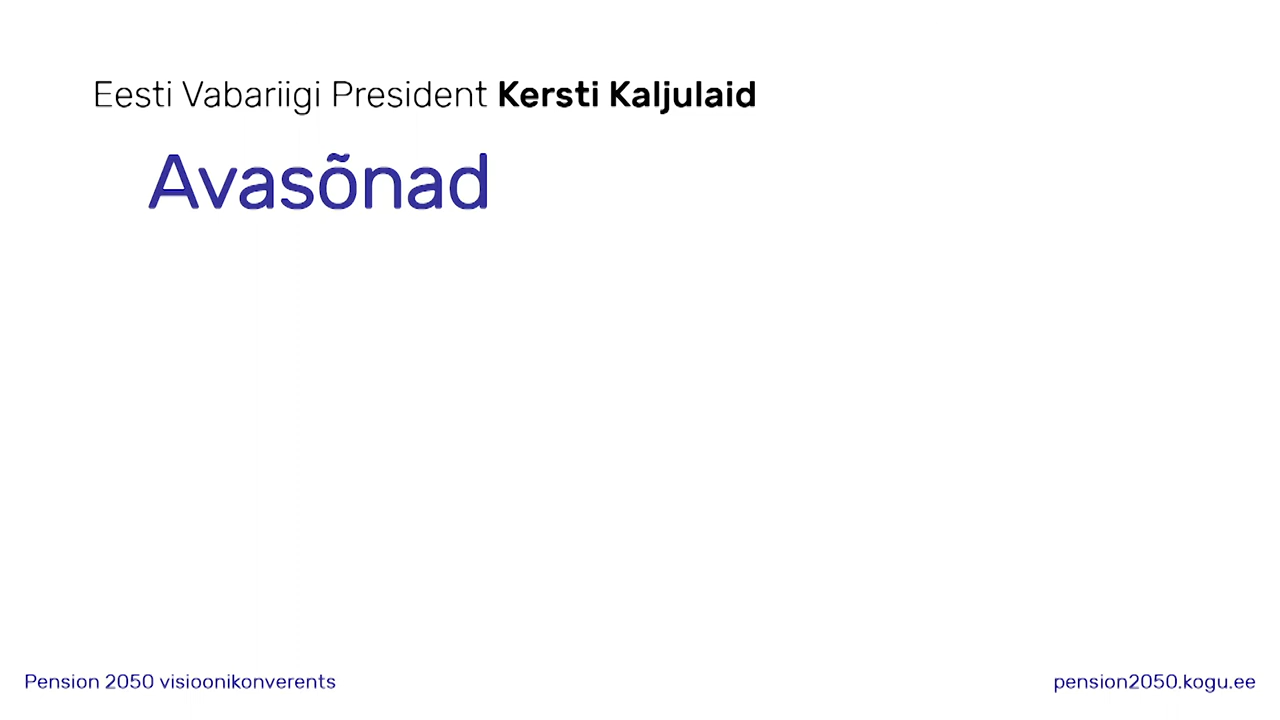 Eesti Vabariigi President Kersti Kaljulaid
Avasõnad
Pension 2050 visioonikonverents
pension2050.kogu.ee